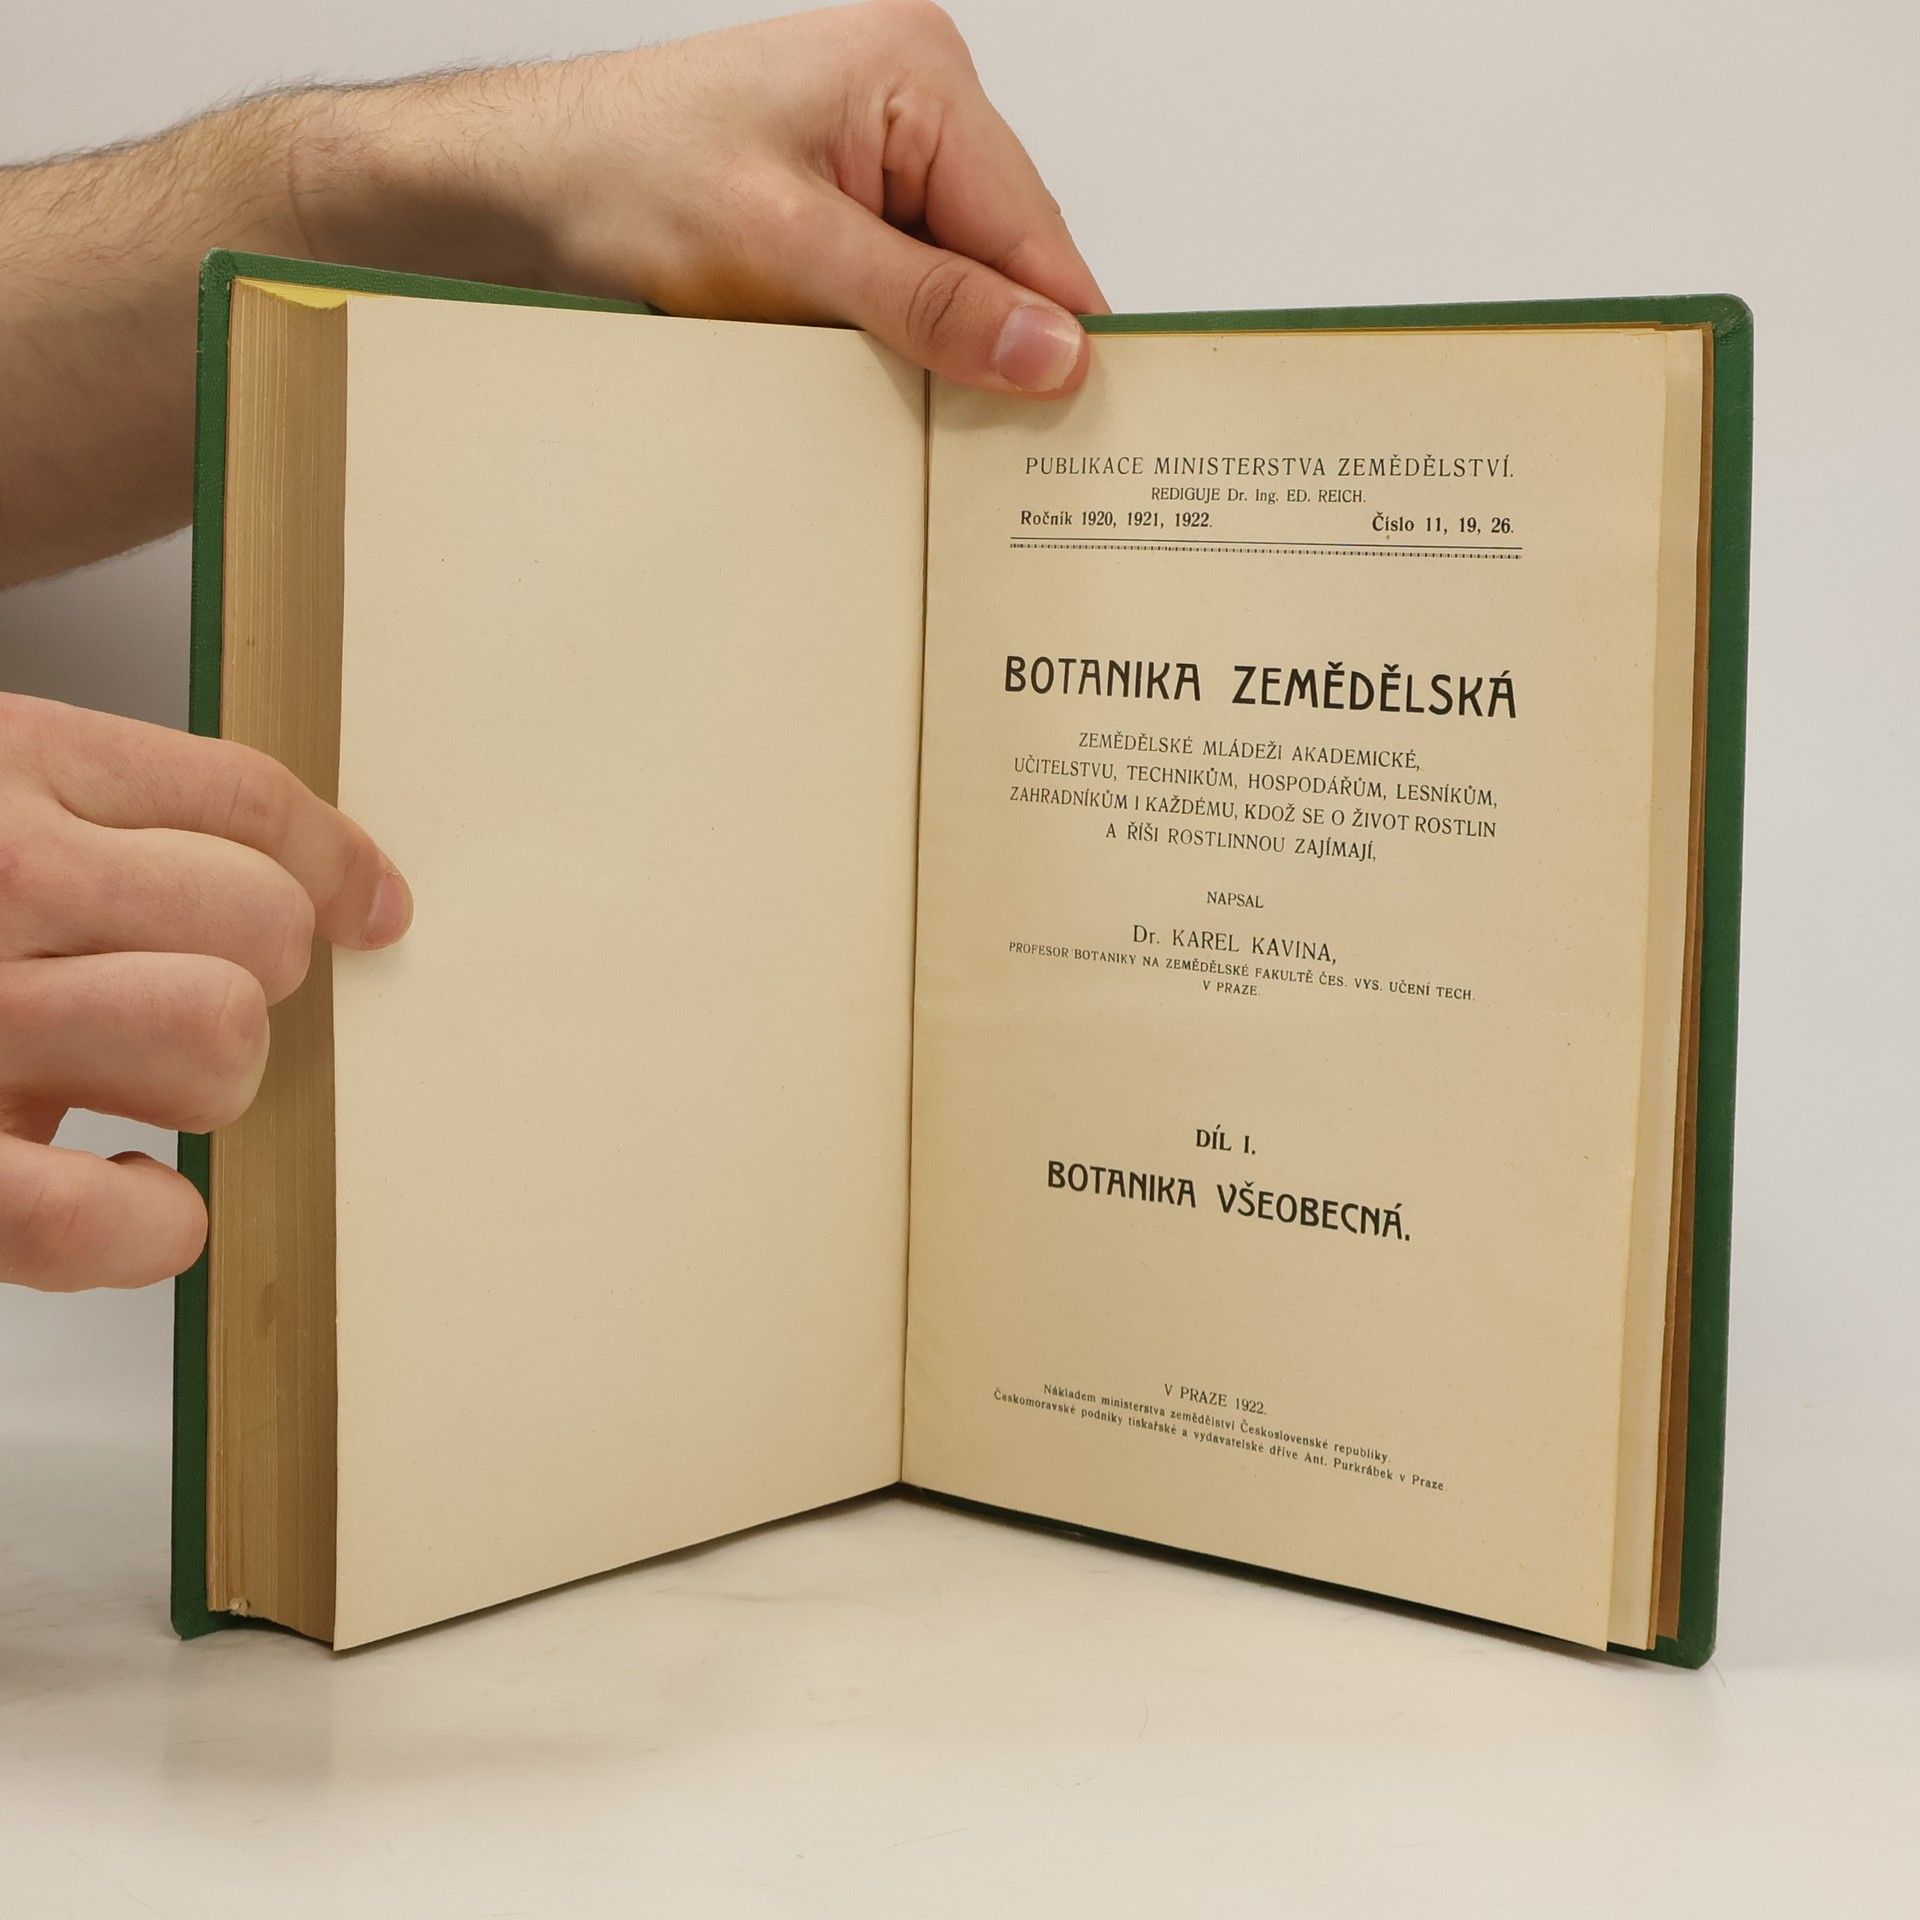 PUBLIKACE MINISTERSTVA ZEMĚDĚLSTVÍ.
REDIGUJE Dr. Ing. ED. REICH.
Ročník 1920, 1921, 1922. Číslo 11, 19, 26.
BOTANIKA ZEMĚDĚLSKÁ
ZEMĚDĚLSKÉ MLÁDEŽI AKADEMICKÉ,
UČITELSTVU, TECHNIKŮM, HOSPODÁŘŮM, LESNÍKŮM,
ZAHRADNÍKŮM I KAŽDÉMU, KDOŽ SE O ŽIVOT ROSTLIN
A ŘÍŠI ROSTLINNOU ZAJÍMAJÍ,
NAPSAL
Dr. KAREL KAVINA,
PROFESOR BOTANIKY NA ZEMĚDĚLSKÉ FAKULTĚ ČES. VYS. UČENÍ TECH.
V PRAZE.
DÍL I.
BOTANIKA VŠEOBECNÁ.
V PRAZE 1922.
Nákladem ministerstva zemědělství Československé republiky.
Českomoravské podniky tiskařské a vydavatelské dříve Ant. Purkrábek v Praze.